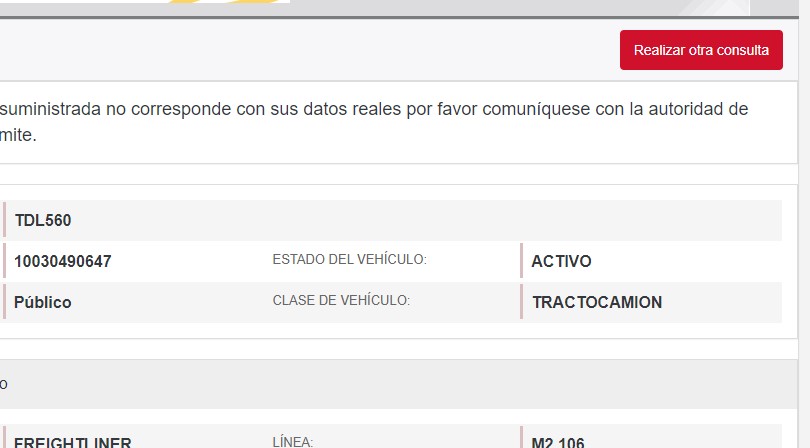 Realizar otra consulta
suministrada no corresponde con sus datos reales por favor comuníquese con la autoridad de
mite.
TDL560
10030490647 ESTADO DEL VEHÍCULO: ACTIVO
Público CLASE DE VEHÍCULO: TRACTOCAMION
o
FREIGHTLINER LÍNEA: M2 106